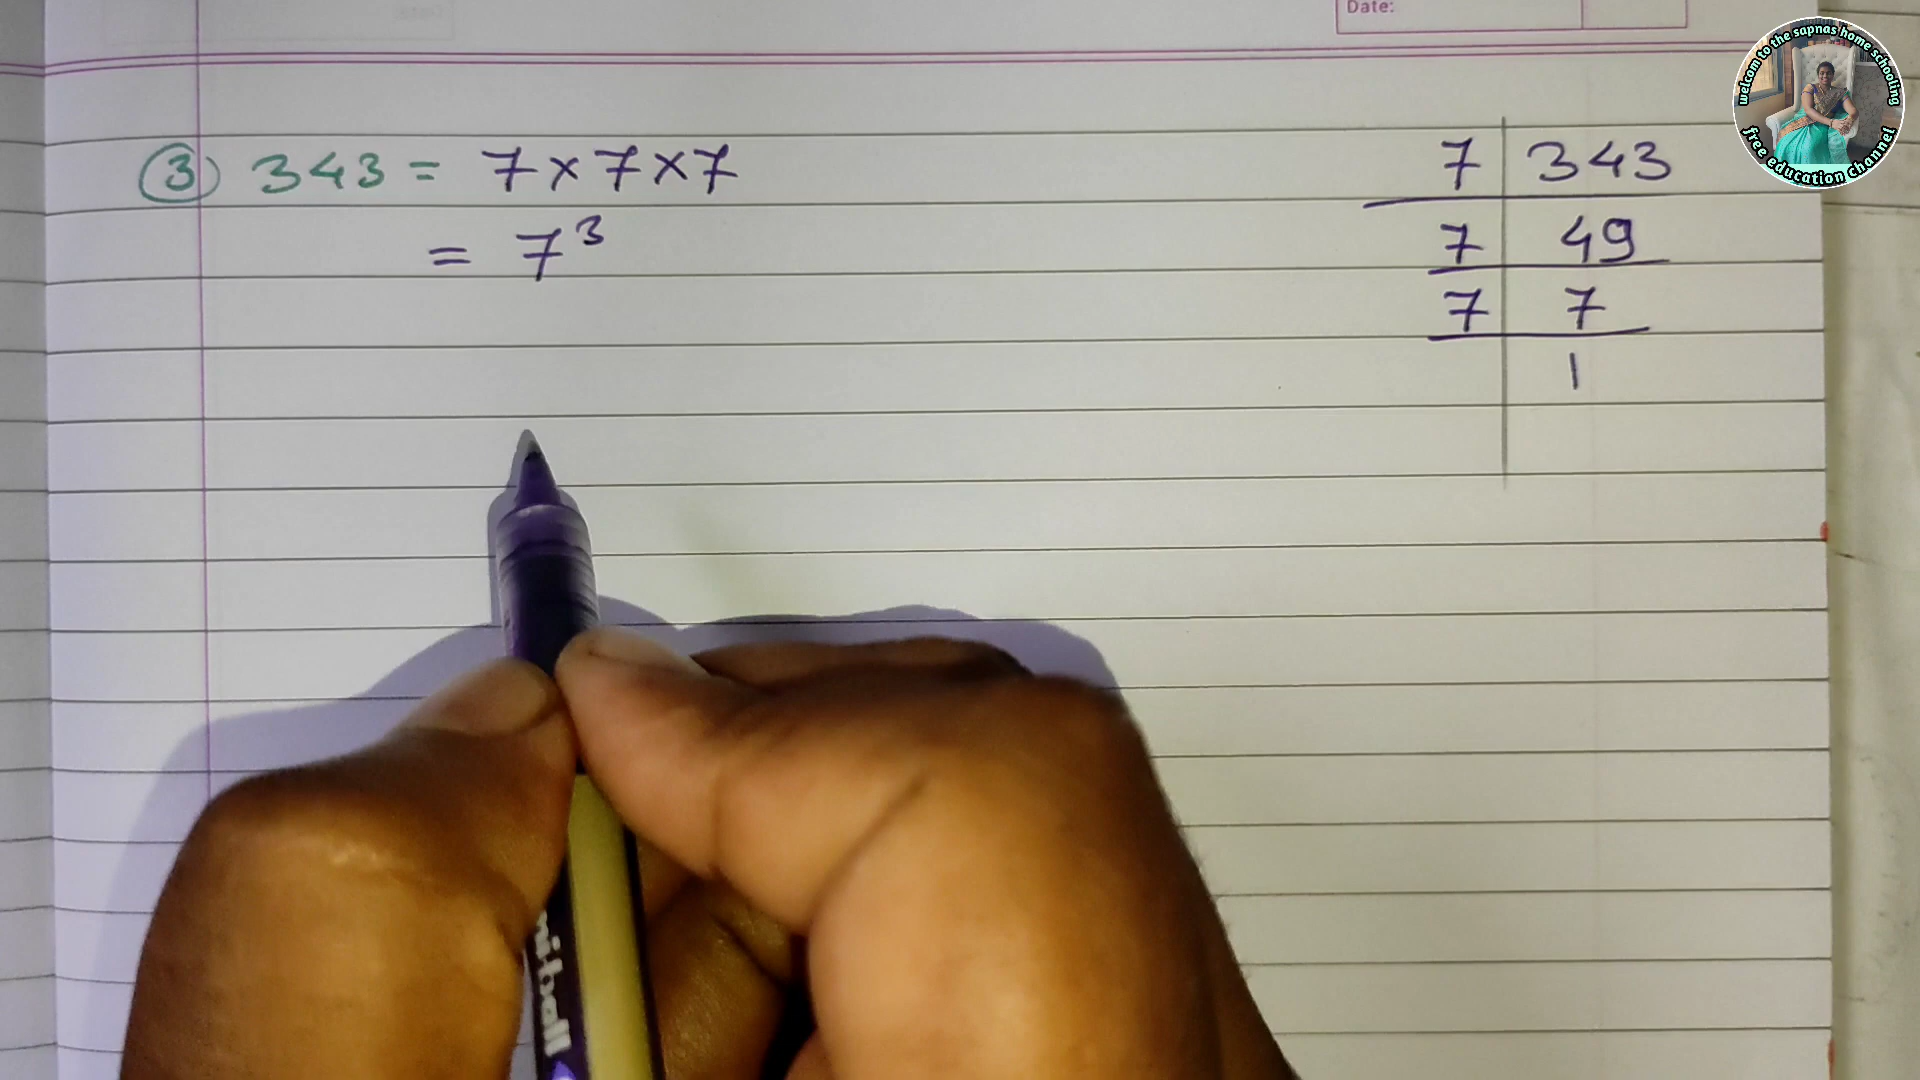 Date:
welcom to the sapnas home schooling
free education channel
③ 343 = 7×7×7
= 7³
7 | 343
7 | 49
7 | 7
1